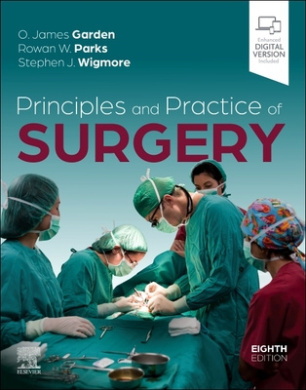 O. James Garden
Rowan W. Parks
Stephen J. Wigmore
Enhanced
DIGITAL
VERSION
Included
Principles and Practice of
SURGERY
EIGHTH
EDITION
ELSEVIER